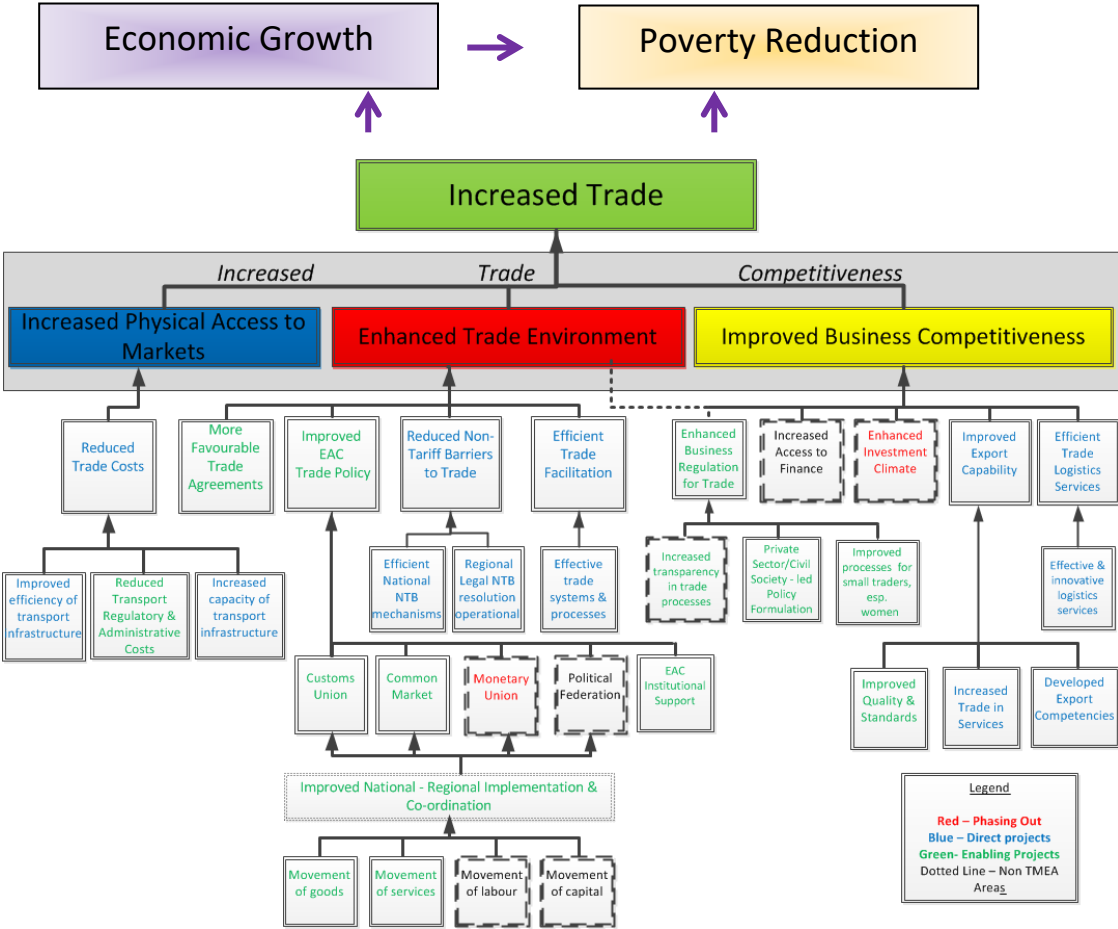 Economic Growth
Poverty Reduction
Increased Trade
Increased Trade Competitiveness
Increased Physical Access to
Markets
Enhanced Trade Environment
Improved Business Competitiveness
Reduced
Trade Costs
More
Favourable
Trade
Agreements
Improved
EAC
Trade Policy
Reduced Non-
Tariff Barriers
to Trade
Efficient
Trade
Facilitation
Enhanced
Business
Regulation
for Trade
Increased
Access to
Finance
Enhanced
Investment
Climate
Improved
Export
Capability
Efficient
Trade
Logistics
Services
Improved
efficiency of
transport
nfrastructure
Reduced
Transport
Regulatory &
Administrative
Costs
Increased
capacity of
transport
infrastructure
Efficient
National
NTB
mechanisms
Regional
Legal NTB
resolution
operational
Effective
trade
systems &
processes
Increased
transparency
in trade
processes
Private
Sector/Civil
Society - led
Policy
Formulation
Improved
processes for
small traders,
esp.
women
Effective &
innovative
logistics
services
Customs
Union
Common
Market
Monetary
Union
Political
Federation
EAC
Institutional
Support
Improved
Quality &
Standards
Increased
Trade in
Services
Developed
Export
Competencies
Improved National - Regional Implementation &
Co-ordination
Movement
of goods
Movement
of services
Movement
of labour
Movement
of capital
Legend
Red – Phasing Out
Blue – Direct projects
Green- Enabling Projects
Dotted Line – Non TMEA
Areas